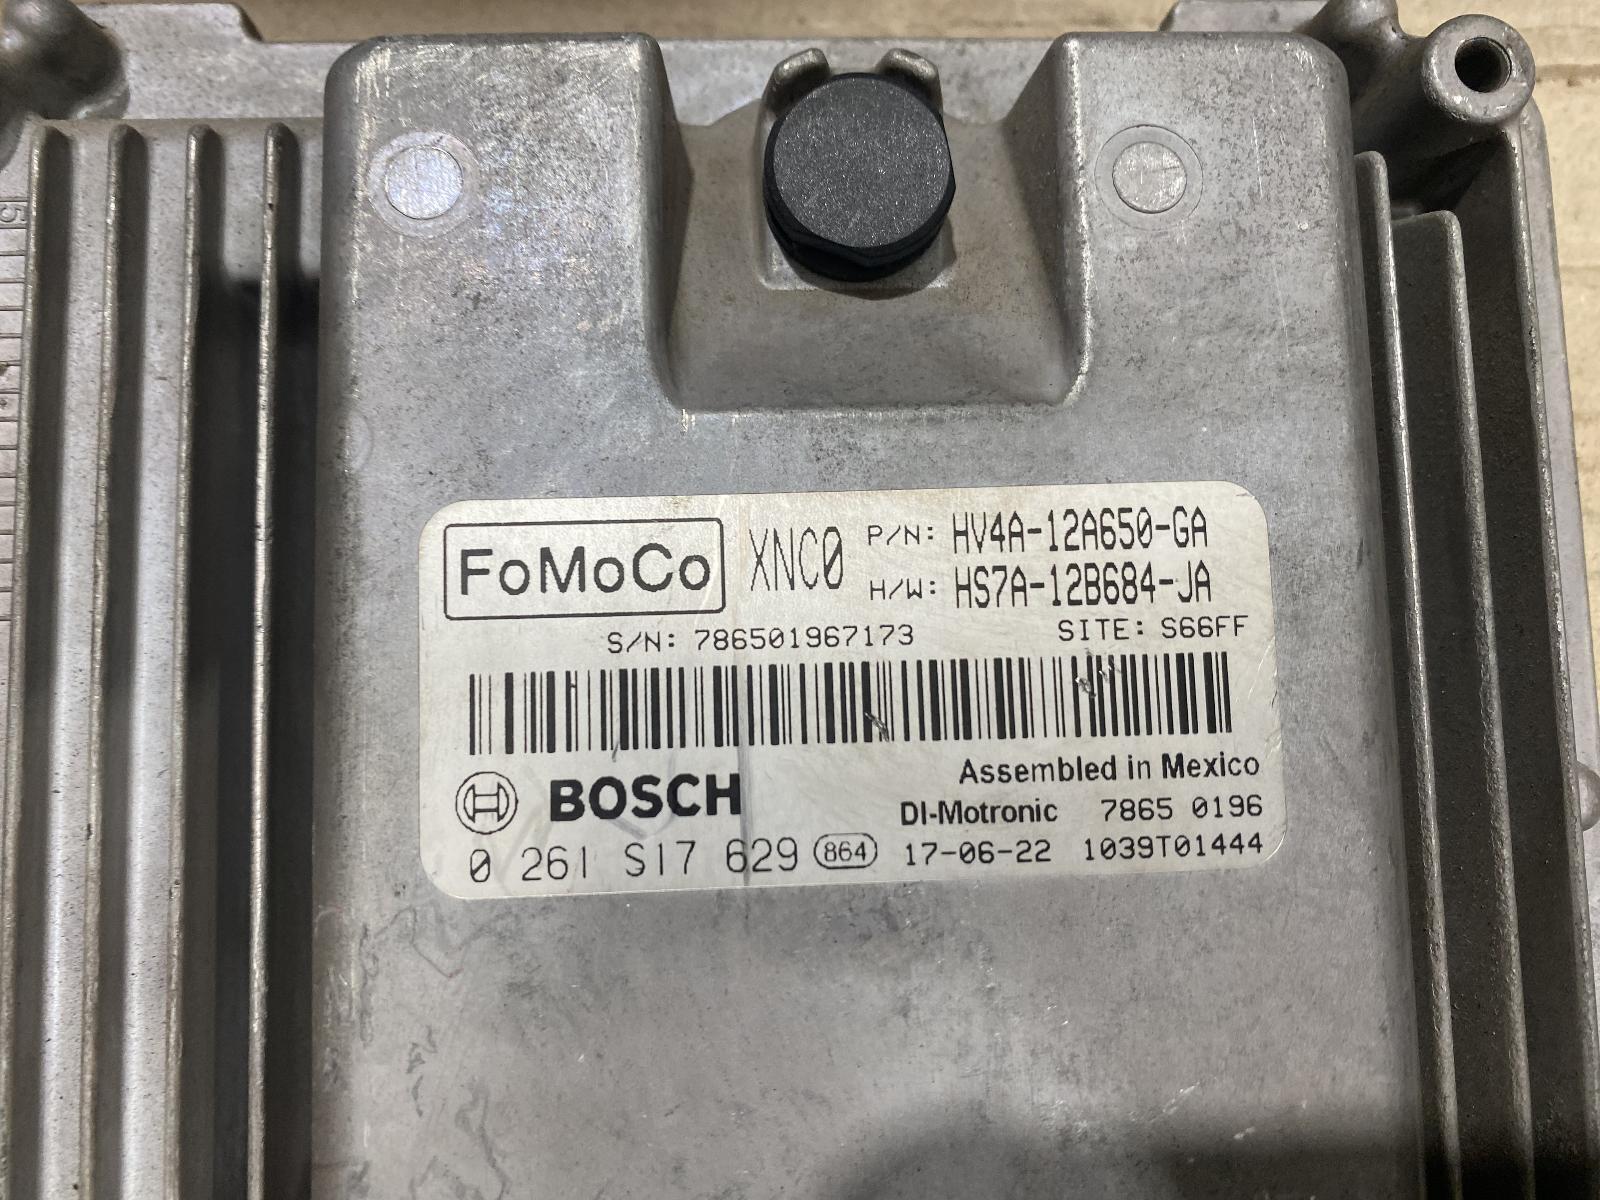 FoMoCo XNC0 P/N: HV4A-12A650-GA
H/W: HS7A-12B684-JA
S/N: 786501967173 SITE: S66FF
BOSCH Assembled in Mexico
DI-Motronic 7865 0196
0 261 S17 629 864 17-06-22 1039T01444